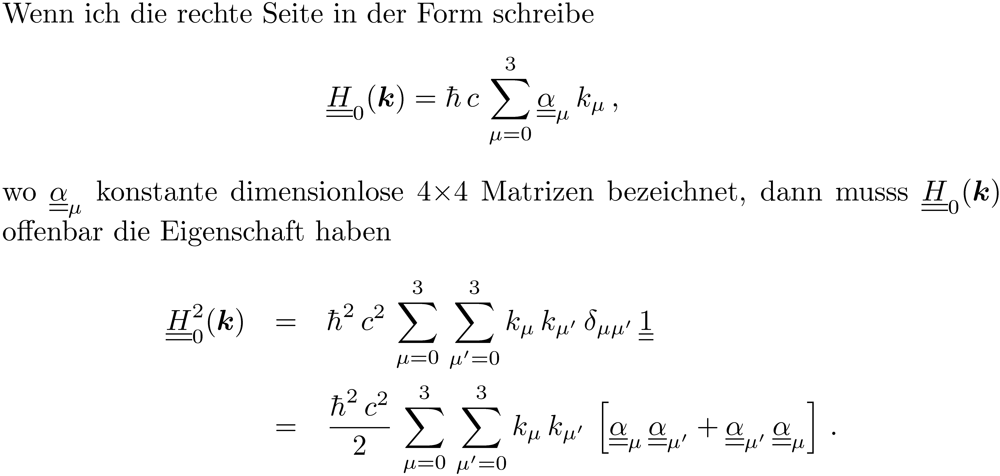 Wenn ich die rechte Seite in der Form schreibe
$\underline{\underline{H}}_0(\boldsymbol{k}) = \hbar\, c \sum_{\mu=0}^{3} \underline{\underline{\alpha}}_\mu\, k_\mu\, ,$
wo $\underline{\underline{\alpha}}_\mu$ konstante dimensionlose 4×4 Matrizen bezeichnet, dann musss $\underline{\underline{H}}_0(\boldsymbol{k})$
offenbar die Eigenschaft haben
$\underline{\underline{H}}_0^2(\boldsymbol{k}) = \hbar^2\, c^2 \sum_{\mu=0}^{3} \sum_{\mu'=0}^{3} k_\mu\, k_{\mu'}\, \delta_{\mu\mu'}\, \underline{\underline{1}}$
$= \frac{\hbar^2\, c^2}{2} \sum_{\mu=0}^{3} \sum_{\mu'=0}^{3} k_\mu\, k_{\mu'} \left[ \underline{\underline{\alpha}}_\mu\, \underline{\underline{\alpha}}_{\mu'} + \underline{\underline{\alpha}}_{\mu'}\, \underline{\underline{\alpha}}_\mu \right] .$